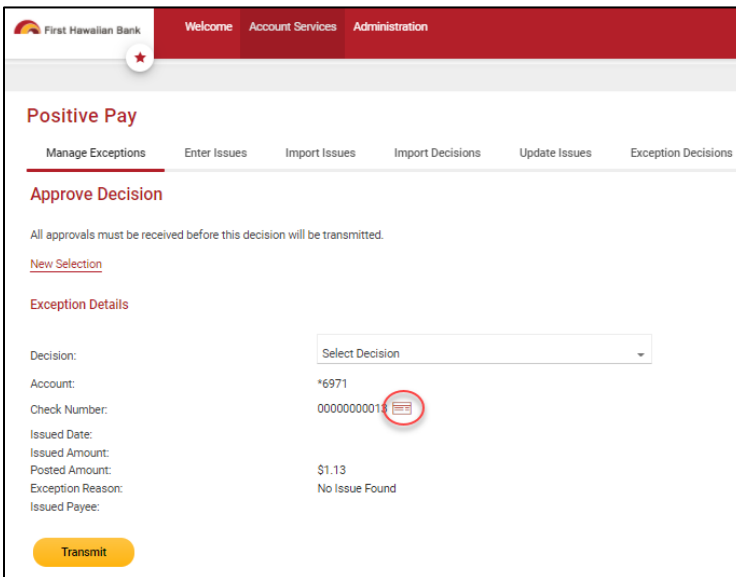 First Hawaiian Bank Welcome Account Services Administration
Positive Pay
Manage Exceptions Enter Issues Import Issues Import Decisions Update Issues Exception Decisions
Approve Decision
All approvals must be received before this decision will be transmitted.
New Selection
Exception Details
Decision: Select Decision
Account: *6971
Check Number: 00000000013
Issued Date:
Issued Amount:
Posted Amount: $1.13
Exception Reason: No Issue Found
Issued Payee:
Transmit